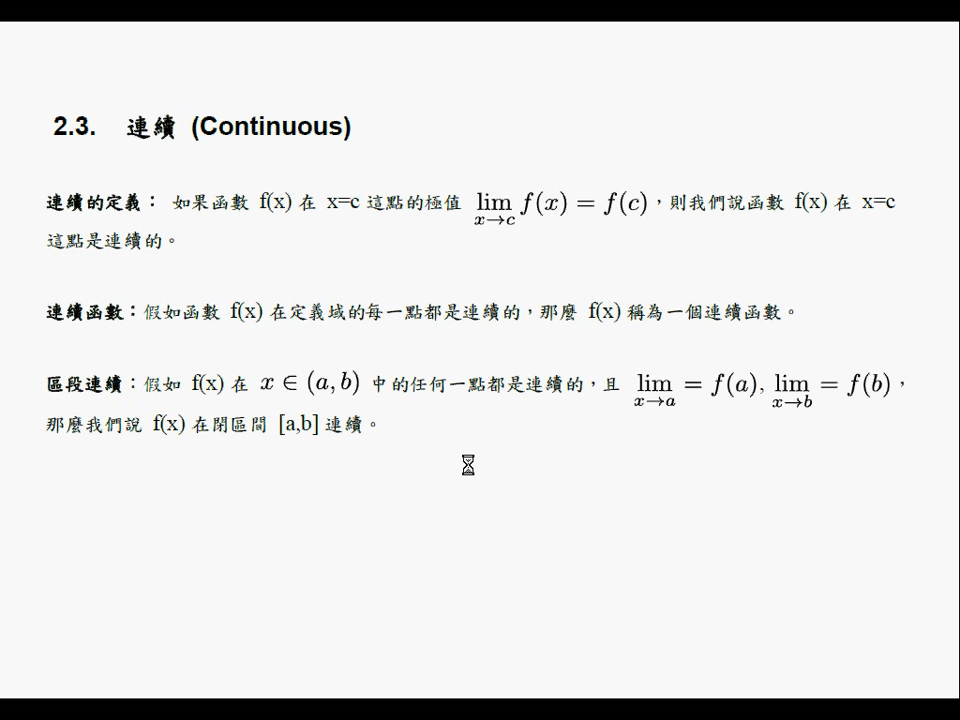 2.3. 連續 (Continuous)
連續的定義： 如果函數 f(x) 在 x=c 這點的極值 lim x→c f(x) = f(c)，則我們說函數 f(x) 在 x=c
這點是連續的。
連續函數：假如函數 f(x) 在定義域的每一點都是連續的，那麼 f(x) 稱為一個連續函數。
區段連續：假如 f(x) 在 x ∈ (a, b) 中的任何一點都是連續的，且 lim x→a = f(a), lim x→b = f(b)，
那麼我們說 f(x) 在閉區間 [a,b] 連續。